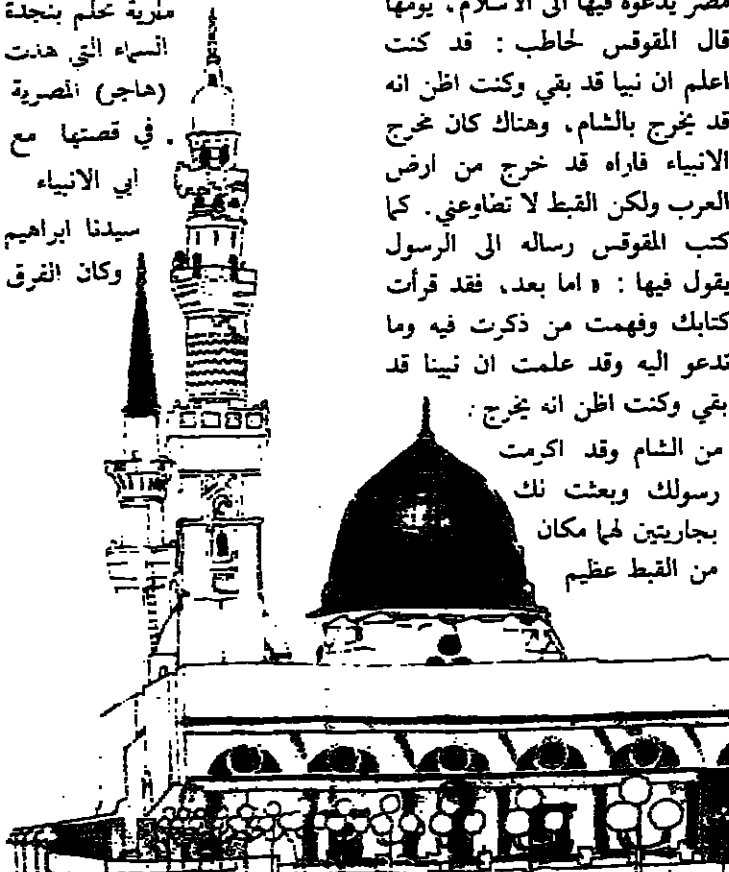 مصر يدعوه فيها الى الاسلام، يومها
قال المقوقس لحاطب : قد كنت
اعلم ان نبيا قد بقي وكنت اظن انه
قد يخرج بالشام، وهناك كان مخرج
الانبياء فاراه قد خرج من ارض
العرب ولكن القبط لا تطاوعني. كما
كتب المقوقس رساله الى الرسول
يقول فيها : « اما بعد، فقد قرأت
كتابك وفهمت من ذكرت فيه وما
تدعو اليه وقد علمت ان نبينا قد
بقي وكنت اظن انه يخرج :
من الشام وقد اكرمت
رسولك وبعثت لك
بجاريتين لهما مكان
من القبط عظيم
مارية تحلم بنجدة
السماء التي هذت
(هاجر) المصرية
في قصتها مع
ابي الانبياء
سيدنا ابراهيم
وكان الفرق